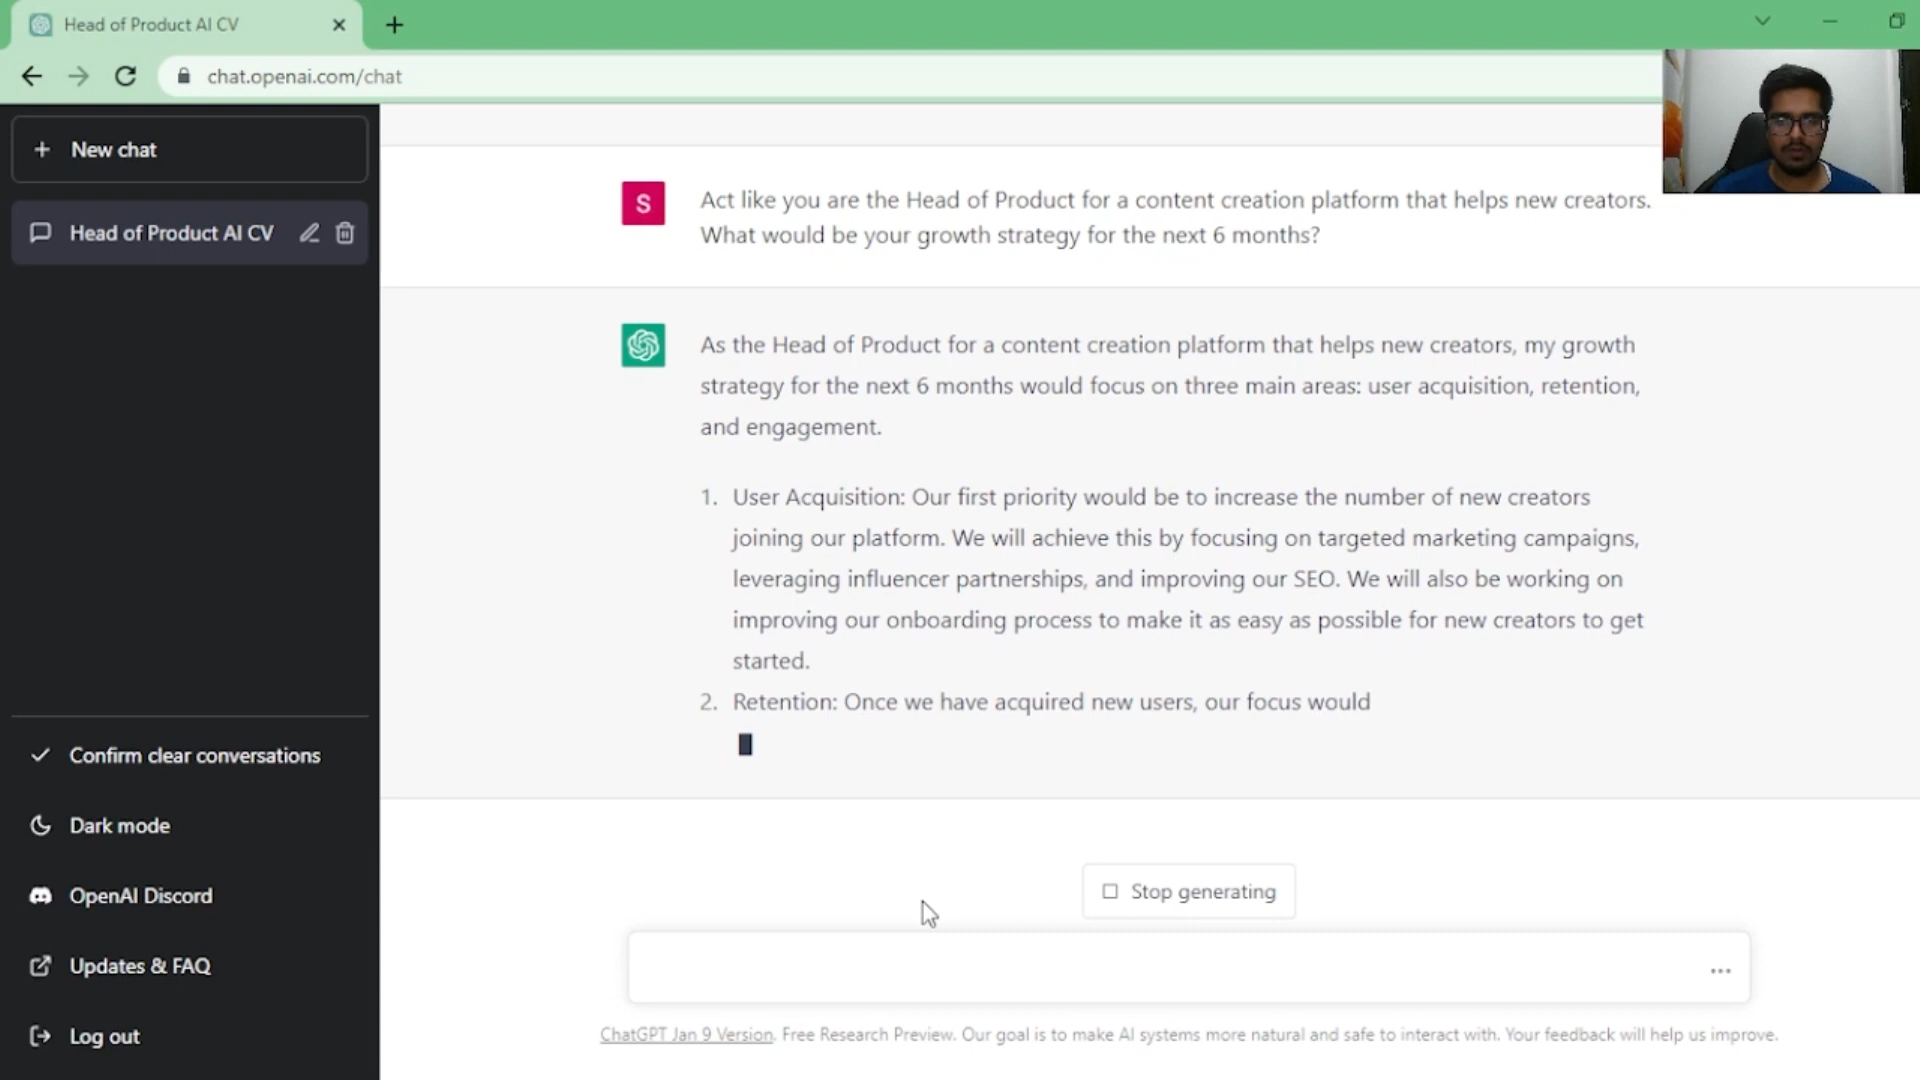 Head of Product AI CV
chat.openai.com/chat
New chat
Head of Product AI CV
Confirm clear conversations
Dark mode
OpenAI Discord
Updates & FAQ
Log out
S
Act like you are the Head of Product for a content creation platform that helps new creators.
What would be your growth strategy for the next 6 months?
As the Head of Product for a content creation platform that helps new creators, my growth
strategy for the next 6 months would focus on three main areas: user acquisition, retention,
and engagement.
1. User Acquisition: Our first priority would be to increase the number of new creators
joining our platform. We will achieve this by focusing on targeted marketing campaigns,
leveraging influencer partnerships, and improving our SEO. We will also be working on
improving our onboarding process to make it as easy as possible for new creators to get
started.
2. Retention: Once we have acquired new users, our focus would
Stop generating
ChatGPT Jan 9 Version. Free Research Preview. Our goal is to make AI systems more natural and safe to interact with. Your feedback will help us improve.